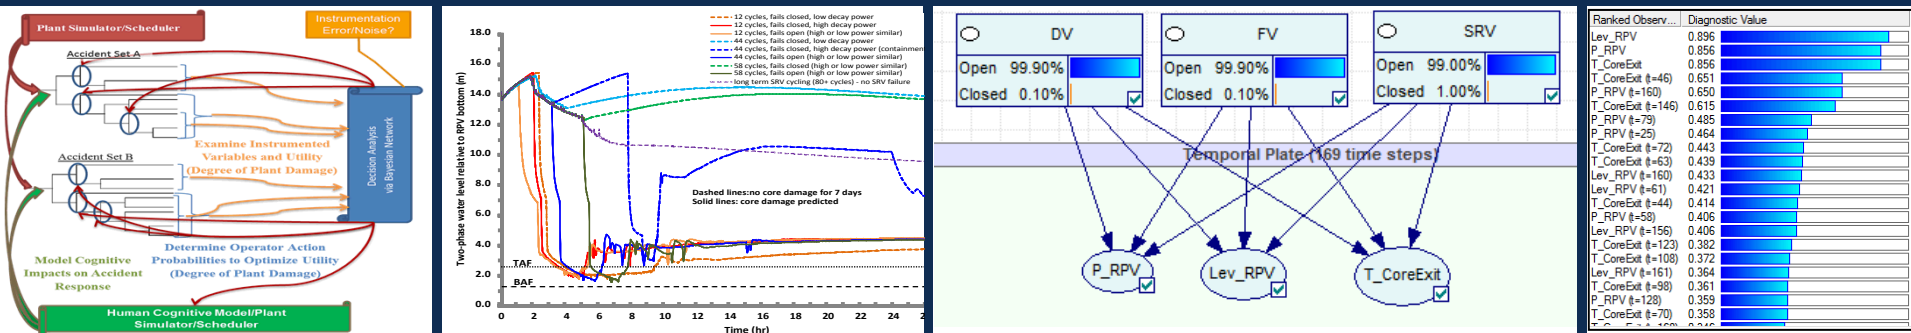 Plant Simulator/Scheduler
Instrumentation
Error/Noise?
Accident Set A
Examine Instrumented
Variables and Utility
(Degree of Plant Damage)
Decision Analysis
via Bayesian Network
Accident Set B
Determine Operator Action
Probabilities to Optimize Utility
(Degree of Plant Damage)
Model Cognitive
Impacts on Accident
Response
Human Cognitive Model/Plant
Simulator/Scheduler
12 cycles, fails closed, low decay power
12 cycles, fails closed, high decay power
12 cycles, fails open (high or low power similar)
44 cycles, fails closed, low decay power
44 cycles, fails closed, high decay power (containmen
44 cycles, fails open (high or low power similar)
58 cycles, fails closed (high or low power similar)
58 cycles, fails open (high or low power similar)
long term SRV cycling (80+ cycles) - no SRV failure
Two-phase water level relative to RPV bottom (m)
18.0
16.0
14.0
12.0
10.0
8.0
6.0
4.0
2.0
0.0
Dashed lines:no core damage for 7 days
Solid lines: core damage predicted
TAF
BAF
0 2 4 6 8 10 12 14 16 18 20 22 24
Time (hr)
DV
Open 99.90%
Closed 0.10%
FV
Open 99.90%
Closed 0.10%
SRV
Open 99.00%
Closed 1.00%
Temporal Plate (169 time steps)
P_RPV
Lev_RPV
T_CoreExit
Ranked Observ... Diagnostic Value
Lev_RPV 0.896
P_RPV 0.856
T_CoreExit 0.856
T_CoreExit (t=46) 0.651
P_RPV (t=160) 0.650
T_CoreExit (t=146) 0.615
P_RPV (t=79) 0.485
P_RPV (t=25) 0.464
T_CoreExit (t=72) 0.443
T_CoreExit (t=63) 0.439
Lev_RPV (t=160) 0.433
Lev_RPV (t=61) 0.421
T_CoreExit (t=44) 0.414
P_RPV (t=58) 0.406
Lev_RPV (t=156) 0.406
T_CoreExit (t=123) 0.382
T_CoreExit (t=108) 0.372
Lev_RPV (t=161) 0.364
T_CoreExit (t=98) 0.361
P_RPV (t=128) 0.359
T_CoreExit (t=70) 0.358